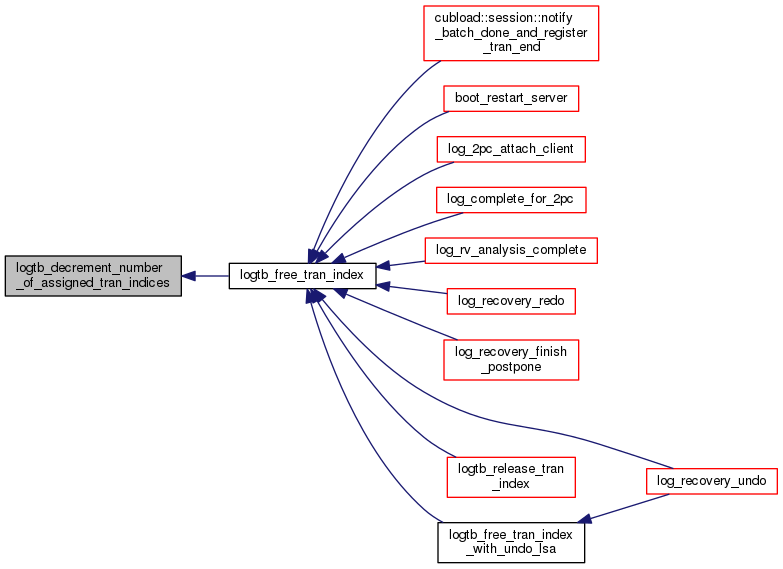 cubload::session::notify
_batch_done_and_register
_tran_end
boot_restart_server
log_2pc_attach_client
log_complete_for_2pc
log_rv_analysis_complete
logtb_decrement_number
_of_assigned_tran_indices
logtb_free_tran_index
log_recovery_redo
log_recovery_finish
_postpone
logtb_release_tran
_index
log_recovery_undo
logtb_free_tran_index
_with_undo_lsa